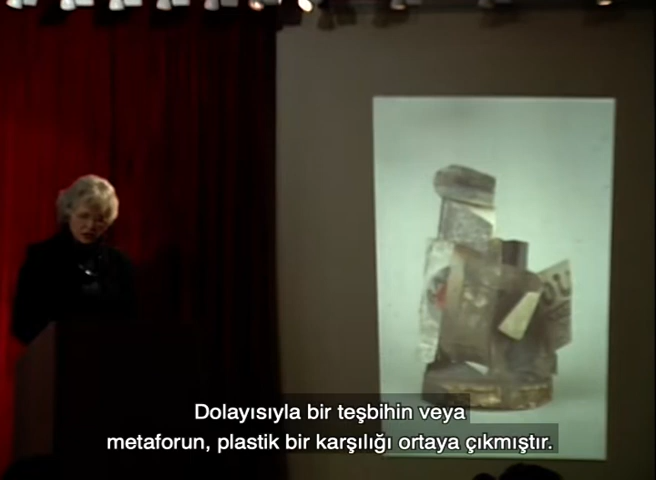 Dolayısıyla bir teşbihin veya
metaforun, plastik bir karşılığı ortaya çıkmıştır.